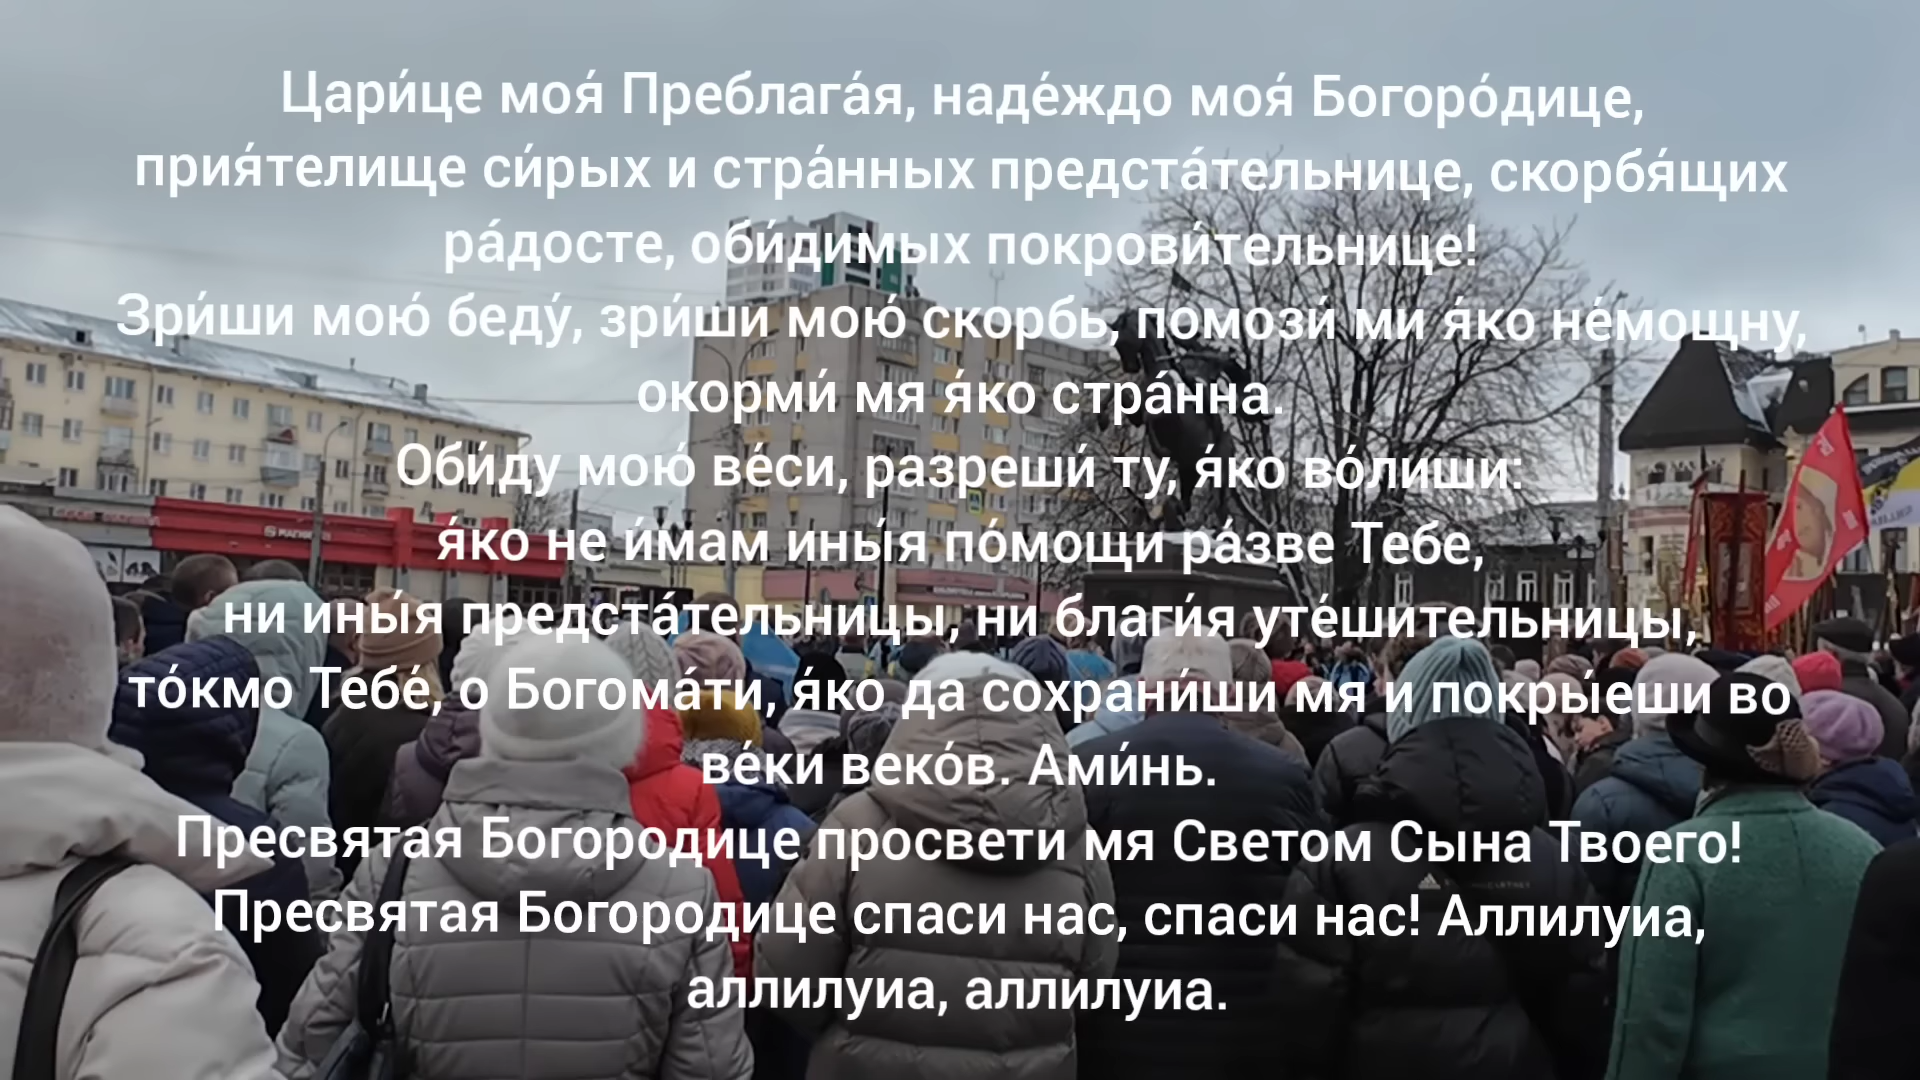 Цари́це моя́ Преблага́я, наде́ждо моя́ Богоро́дице,
прия́телище си́рых и стра́нных предста́тельнице, скорбя́щих
ра́досте, оби́димых покрови́тельнице!
Зри́ши мою́ беду́, зри́ши мою́ скорбь, помози́ ми я́ко не́мощну,
окорми́ мя я́ко стра́нна.
Оби́ду мою́ ве́си, разреши́ ту, я́ко во́лиши:
я́ко не и́мам ины́я по́мощи ра́зве Тебе,
ни ины́я предста́тельницы, ни благи́я уте́шительницы,
то́кмо Тебе́, о Богома́ти, я́ко да сохрани́ши мя и покры́еши во
ве́ки веко́в. Ами́нь.
Пресвятая Богородице просвети мя Светом Сына Твоего!
Пресвятая Богородице спаси нас, спаси нас! Аллилуиа,
аллилуиа, аллилуиа.